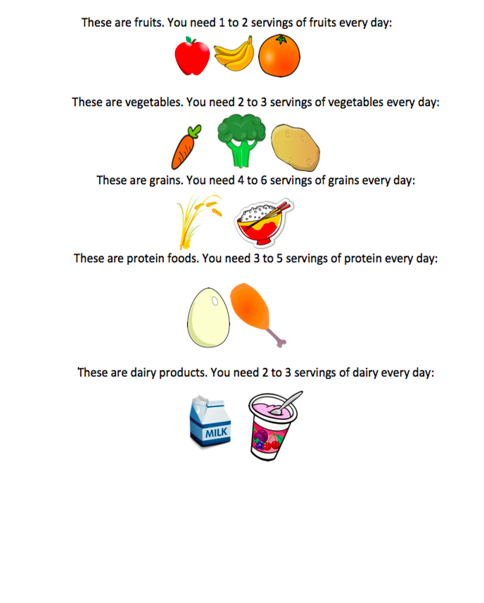 These are fruits. You need 1 to 2 servings of fruits every day:
These are vegetables. You need 2 to 3 servings of vegetables every day:
These are grains. You need 4 to 6 servings of grains every day:
These are protein foods. You need 3 to 5 servings of protein every day:
These are dairy products. You need 2 to 3 servings of dairy every day:
MILK